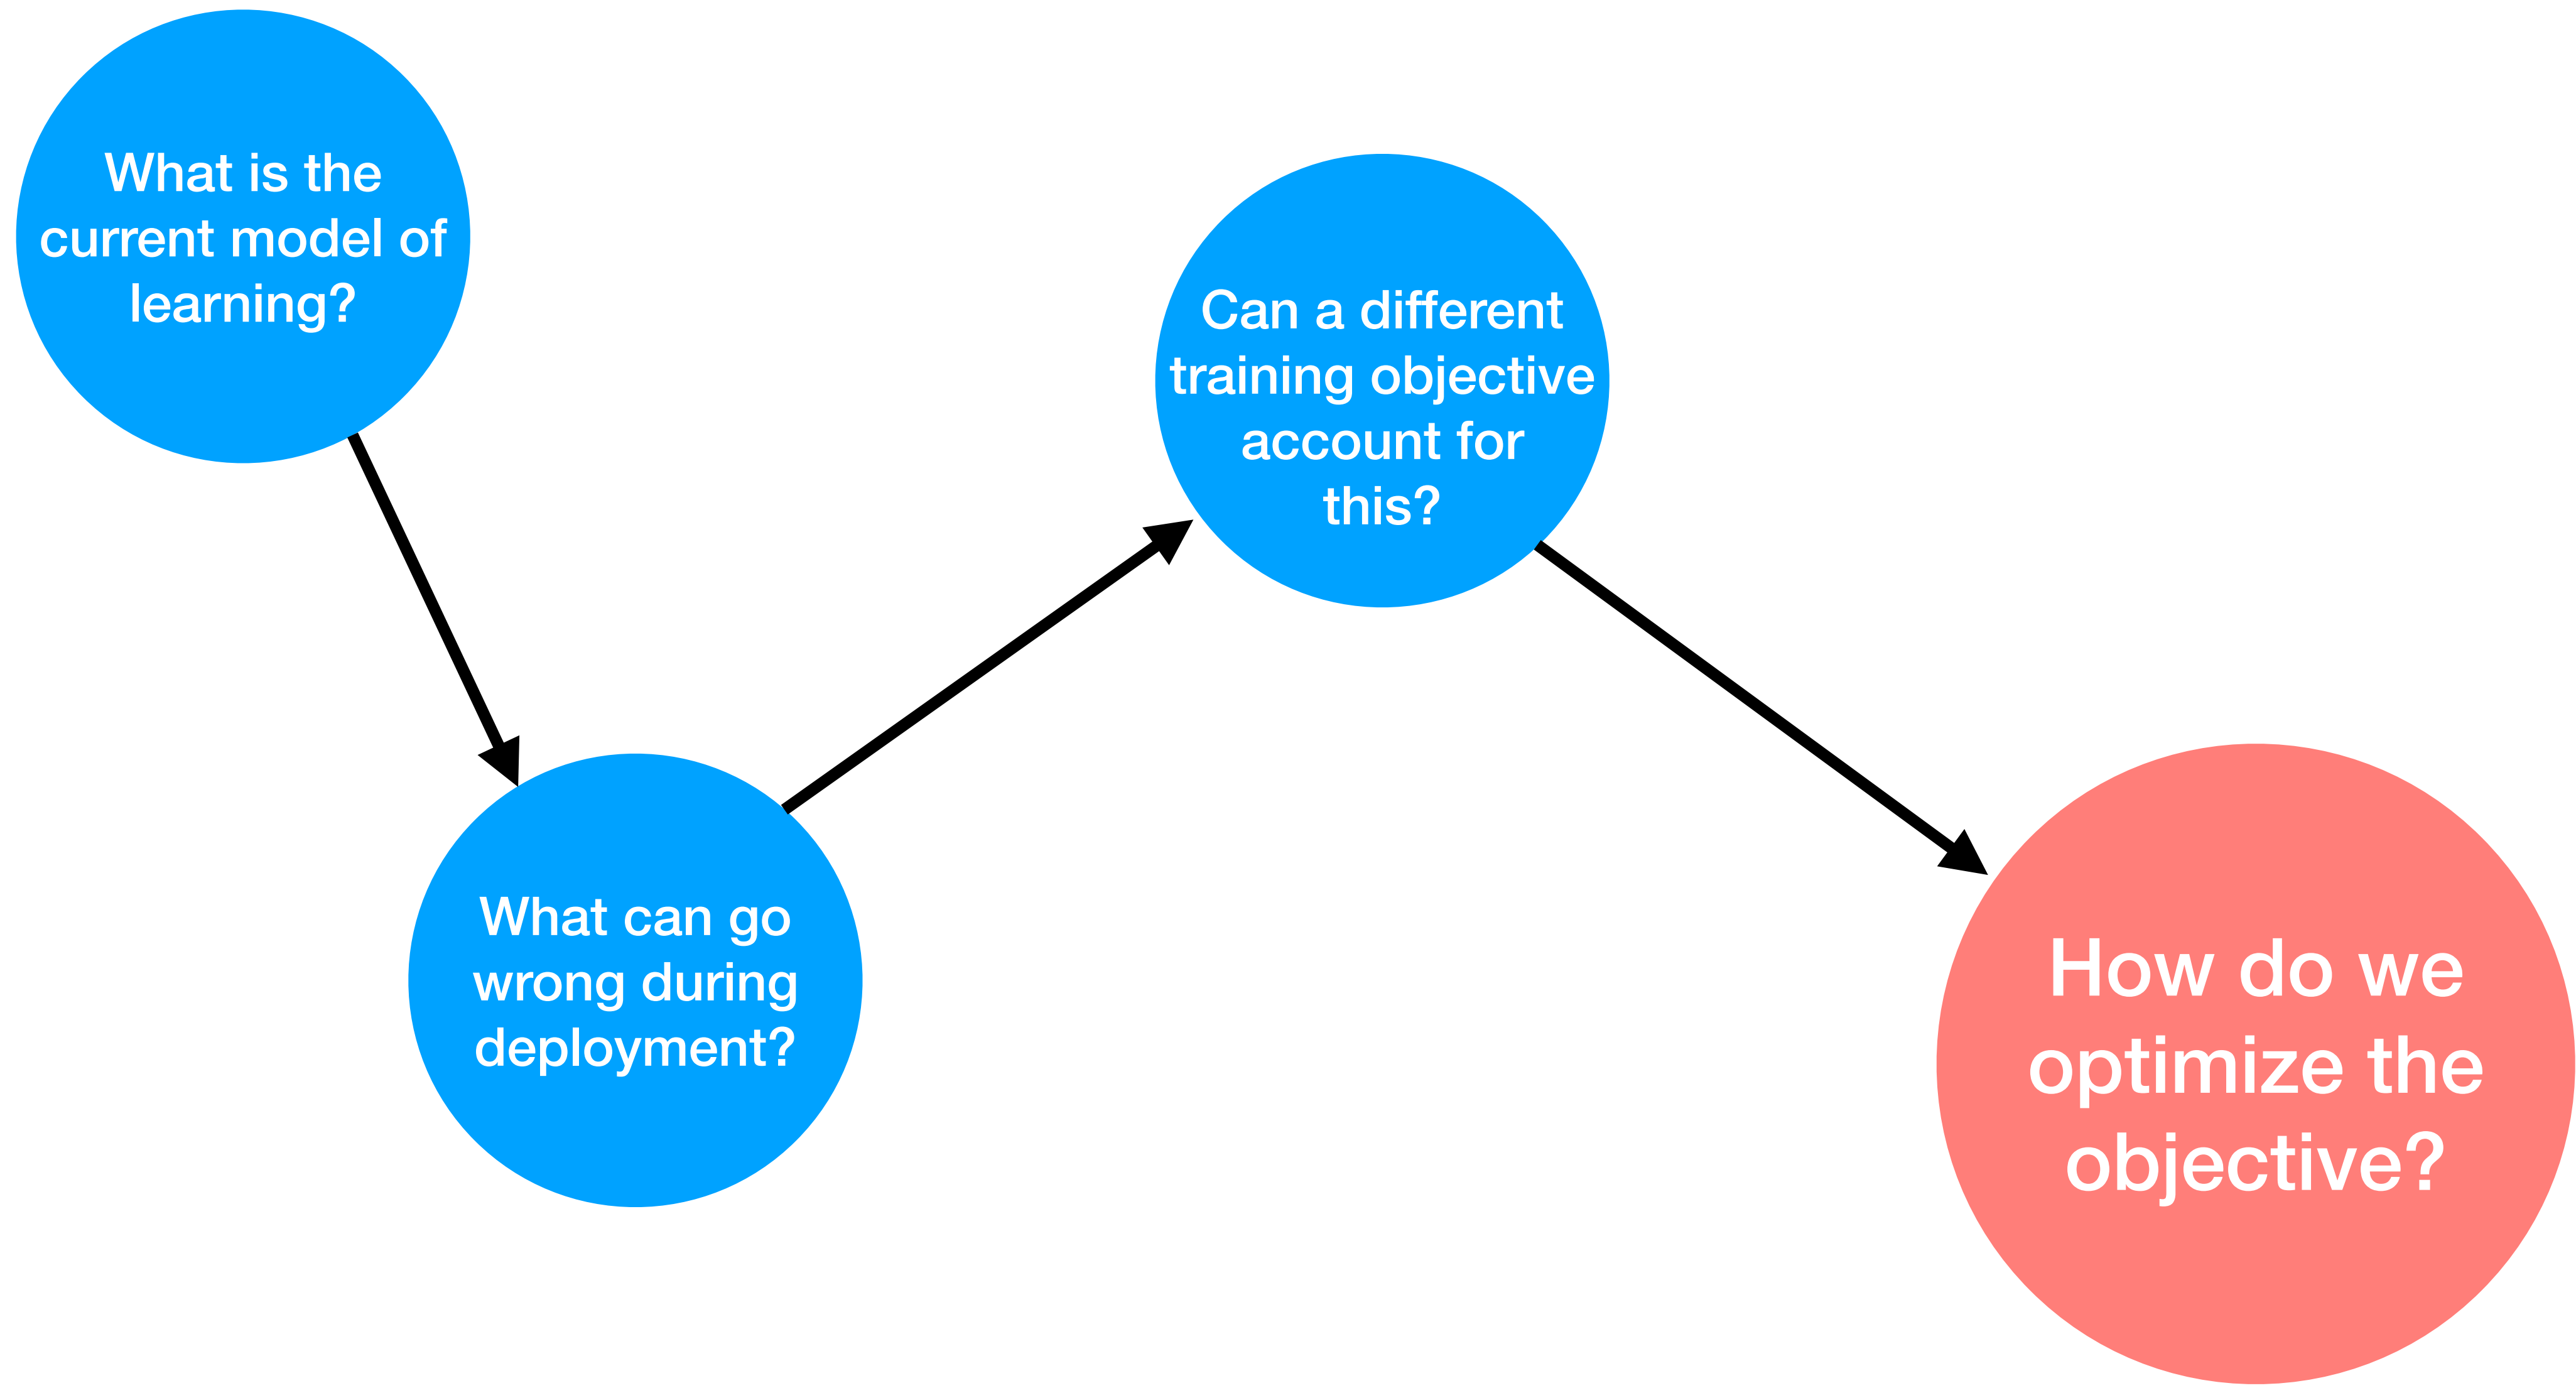 What is the
current model of
learning?
What can go
wrong during
deployment?
Can a different
training objective
account for
this?
How do we
optimize the
objective?